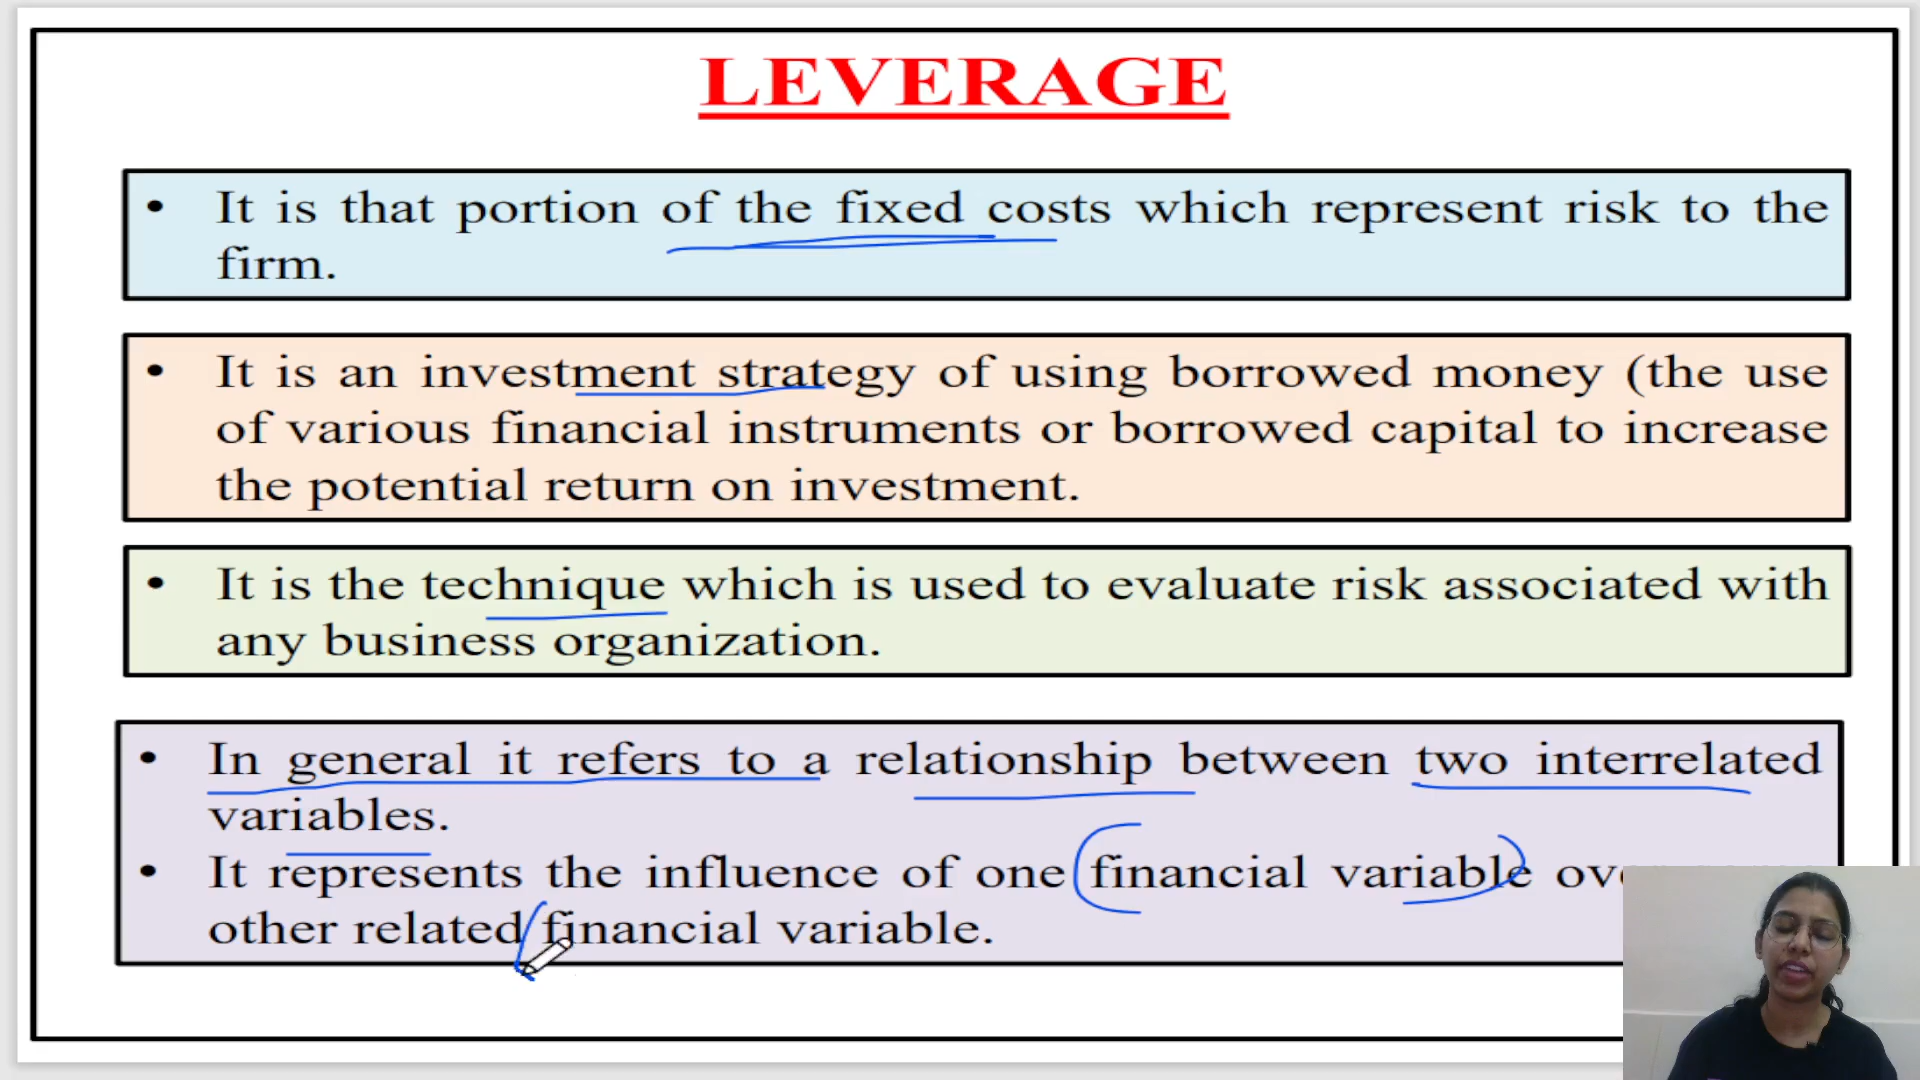 LEVERAGE
• It is that portion of the fixed costs which represent risk to the
firm.
• It is an investment strategy of using borrowed money (the use
of various financial instruments or borrowed capital to increase
the potential return on investment.
• It is the technique which is used to evaluate risk associated with
any business organization.
• In general it refers to a relationship between two interrelated
variables.
• It represents the influence of one financial variable
other related financial variable.